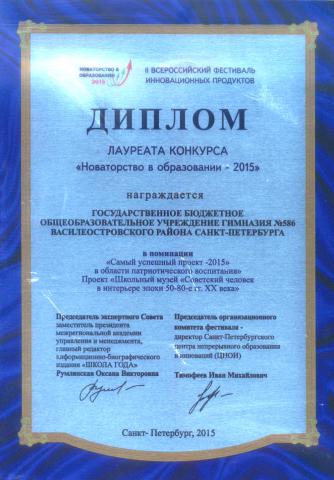 НОВАТОРСТВО В
ОБРАЗОВАНИИ
2015
II ВСЕРОССИЙСКИЙ ФЕСТИВАЛЬ
ИННОВАЦИОННЫХ ПРОДУКТОВ
ДИПЛОМ
ЛАУРЕАТА КОНКУРСА
«Новаторство в образовании - 2015»
награждается
ГОСУДАРСТВЕННОЕ БЮДЖЕТНОЕ
ОБЩЕОБРАЗОВАТЕЛЬНОЕ УЧРЕЖДЕНИЕ ГИМНАЗИЯ №586
ВАСИЛЕОСТРОВСКОГО РАЙОНА САНКТ-ПЕТЕРБУРГА
в номинации
«Самый успешный проект -2015»
в области патриотического воспитания»
Проект «Школьный музей «Советский человек
в интерьере эпохи 50-80-е гг. XX века»
Председатель экспертного Совета
заместитель президента
межрегиональной академии
управления и менеджмента,
главный редактор
информационно-биографического
издания «ШКОЛА ГОДА»
Румлинская Оксана Викторовна
Председатель организационного
комитета фестиваля -
директор Санкт-Петербургского
центра непрерывного образования
и инноваций (ЦНОИ)
Тимофеев Иван Михайлович
Санкт- Петербург, 2015